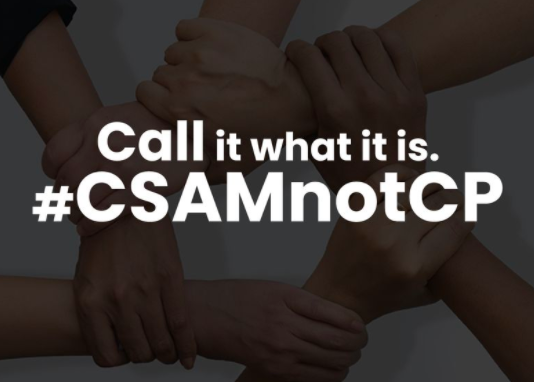 Call it what it is.
#CSAMnotCP